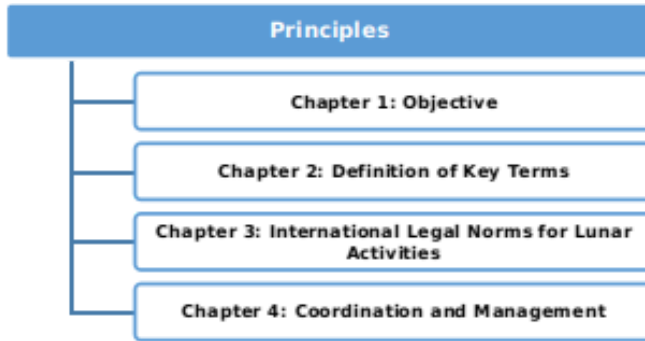 Principles
Chapter 1: Objective
Chapter 2: Definition of Key Terms
Chapter 3: International Legal Norms for Lunar
Activities
Chapter 4: Coordination and Management